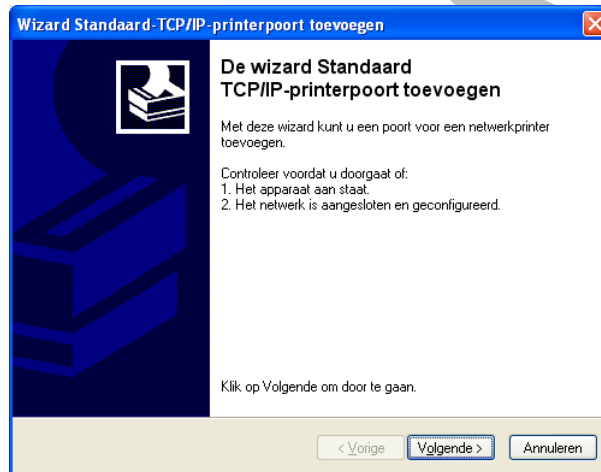 Wizard Standaard-TCP/IP-printerpoort toevoegen
De wizard Standaard
TCP/IP-printerpoort toevoegen
Met deze wizard kunt u een poort voor een netwerkprinter
toevoegen.
Controleer voordat u doorgaat of:
1. Het apparaat aan staat.
2. Het netwerk is aangesloten en geconfigureerd.
Klik op Volgende om door te gaan.
< Vorige
Volgende >
Annuleren